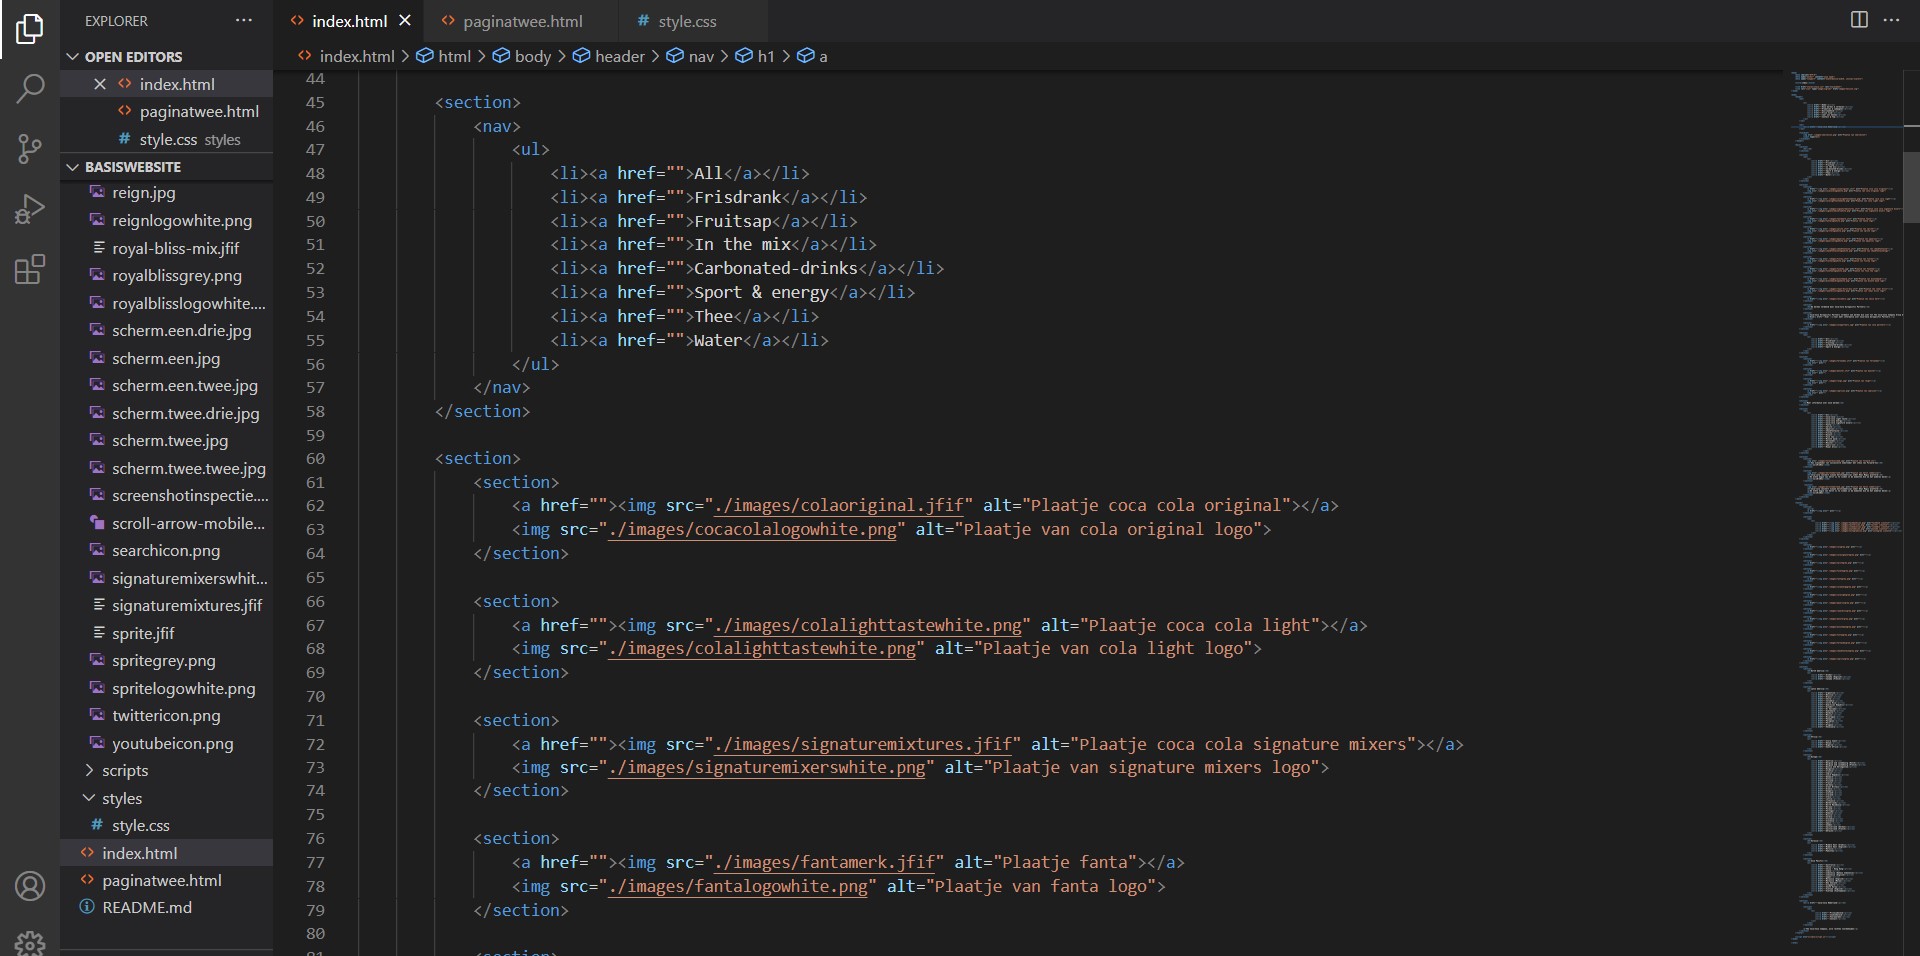 EXPLORER
OPEN EDITORS
index.html
paginatwee.html
style.css styles
BASISWEBSITE
reign.jpg
reignlogowhite.png
royal-bliss-mix.jfif
royalblissgrey.png
royalblisslogowhite....
scherm.een.drie.jpg
scherm.een.jpg
scherm.een.twee.jpg
scherm.twee.drie.jpg
scherm.twee.jpg
scherm.twee.twee.jpg
screenshotinspectie....
scroll-arrow-mobile...
searchicon.png
signaturemixerswhit...
signaturemixtures.jfif
sprite.jfif
spritegrey.png
spritelogowhite.png
twittericon.png
youtubeicon.png
scripts
styles
style.css
index.html
paginatwee.html
README.md
index.html paginatwee.html style.css
index.html > html > body > header > nav > h1 > a
44
45 <section>
46 <nav>
47 <ul>
48 <li><a href="">All</a></li>
49 <li><a href="">Frisdrank</a></li>
50 <li><a href="">Fruitsap</a></li>
51 <li><a href="">In the mix</a></li>
52 <li><a href="">Carbonated-drinks</a></li>
53 <li><a href="">Sport & energy</a></li>
54 <li><a href="">Thee</a></li>
55 <li><a href="">Water</a></li>
56 </ul>
57 </nav>
58 </section>
59
60 <section>
61 <section>
62 <a href=""><img src="./images/colaoriginal.jfif" alt="Plaatje coca cola original"></a>
63 <img src="./images/cocacolalogowhite.png" alt="Plaatje van cola original logo">
64 </section>
65
66 <section>
67 <a href=""><img src="./images/colalighttastewhite.png" alt="Plaatje coca cola light"></a>
68 <img src="./images/colalighttastewhite.png" alt="Plaatje van cola light logo">
69 </section>
70
71 <section>
72 <a href=""><img src="./images/signaturemixtures.jfif" alt="Plaatje coca cola signature mixers"></a>
73 <img src="./images/signaturemixerswhite.png" alt="Plaatje van signature mixers logo">
74 </section>
75
76 <section>
77 <a href=""><img src="./images/fantamerk.jfif" alt="Plaatje fanta"></a>
78 <img src="./images/fantalogowhite.png" alt="Plaatje van fanta logo">
79 </section>
80
81 <section>